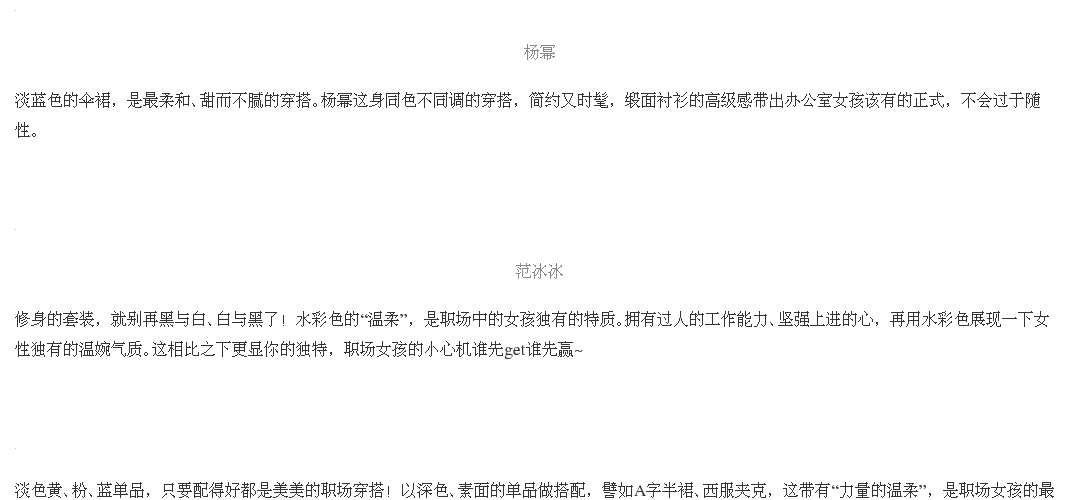 杨幂
淡蓝色的伞裙，是最柔和、甜而不腻的穿搭。杨幂这身同色不同调的穿搭，简约又时髦，缎面衬衫的高级感带出办公室女孩该有的正式，不会过于随
性。
范冰冰
修身的套装，就别再黑与白、白与黑了！水彩色的“温柔”，是职场中的女孩独有的特质。拥有过人的工作能力、坚强上进的心，再用水彩色展现一下女
性独有的温婉气质。这相比之下更显你的独特，职场女孩的小心机谁先get谁先赢~
淡色黄、粉、蓝单品，只要配得好都是美美的职场穿搭！以深色、素面的单品做搭配，譬如A字半裙、西服夹克，这带有“力量的温柔”，是职场女孩的最